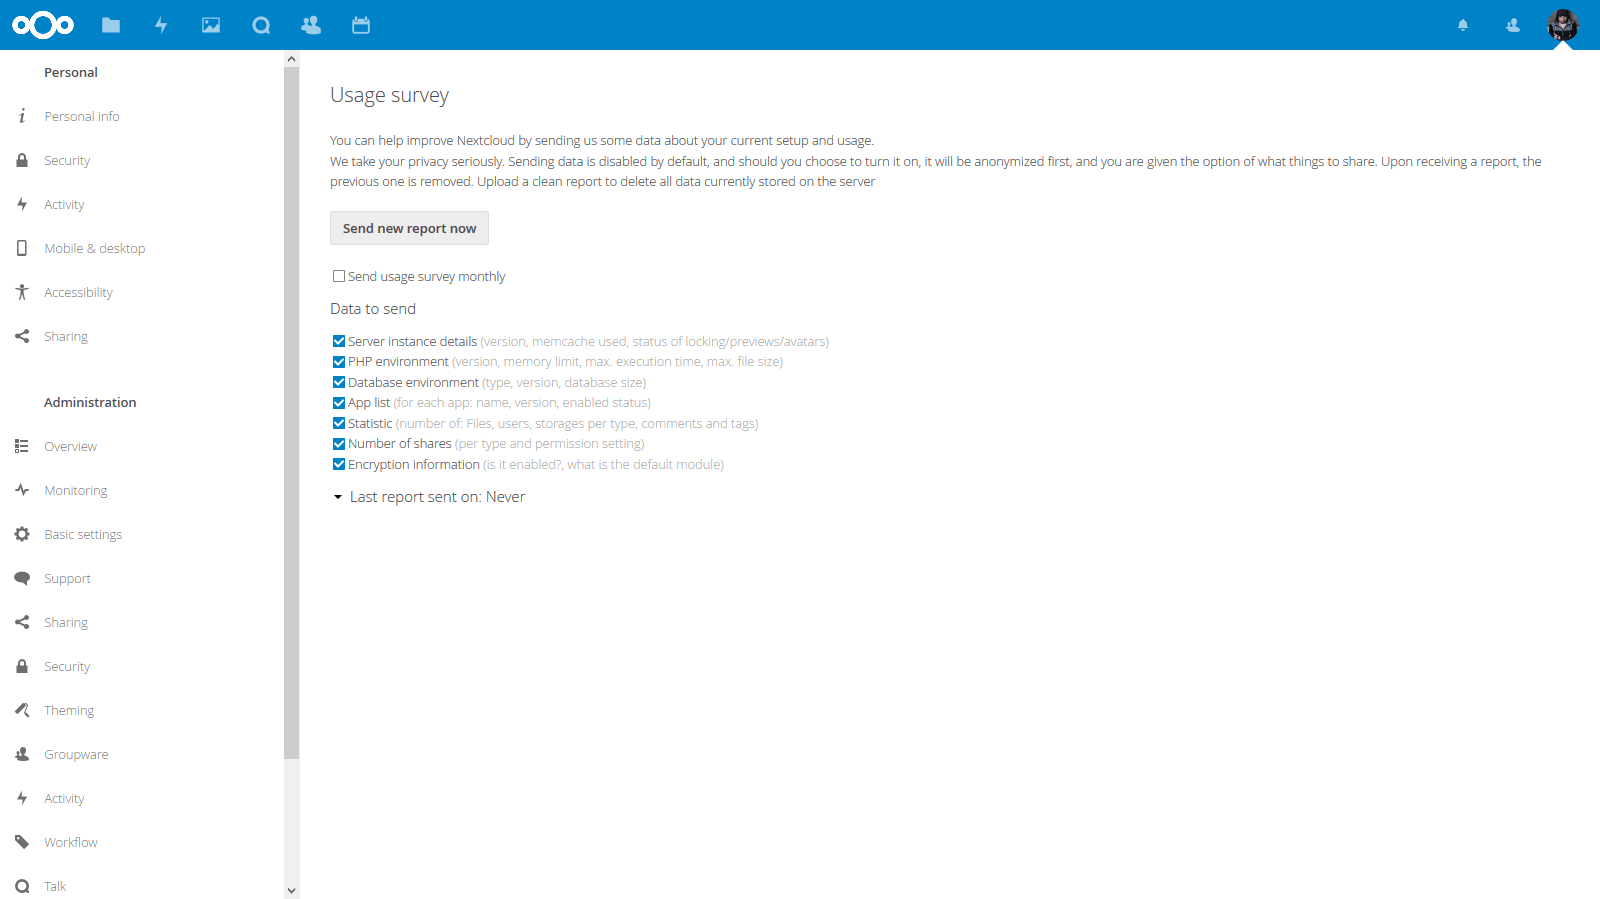 Personal
Personal info
Security
Activity
Mobile & desktop
Accessibility
Sharing
Administration
Overview
Monitoring
Basic settings
Support
Sharing
Security
Theming
Groupware
Activity
Workflow
Talk
Usage survey
You can help improve Nextcloud by sending us some data about your current setup and usage.
We take your privacy seriously. Sending data is disabled by default, and should you choose to turn it on, it will be anonymized first, and you are given the option of what things to share. Upon receiving a report, the
previous one is removed. Upload a clean report to delete all data currently stored on the server
Send new report now
Send usage survey monthly
Data to send
Server instance details (version, memcache used, status of locking/previews/avatars)
PHP environment (version, memory limit, max. execution time, max. file size)
Database environment (type, version, database size)
App list (for each app: name, version, enabled status)
Statistic (number of: Files, users, storages per type, comments and tags)
Number of shares (per type and permission setting)
Encryption information (is it enabled?, what is the default module)
Last report sent on: Never